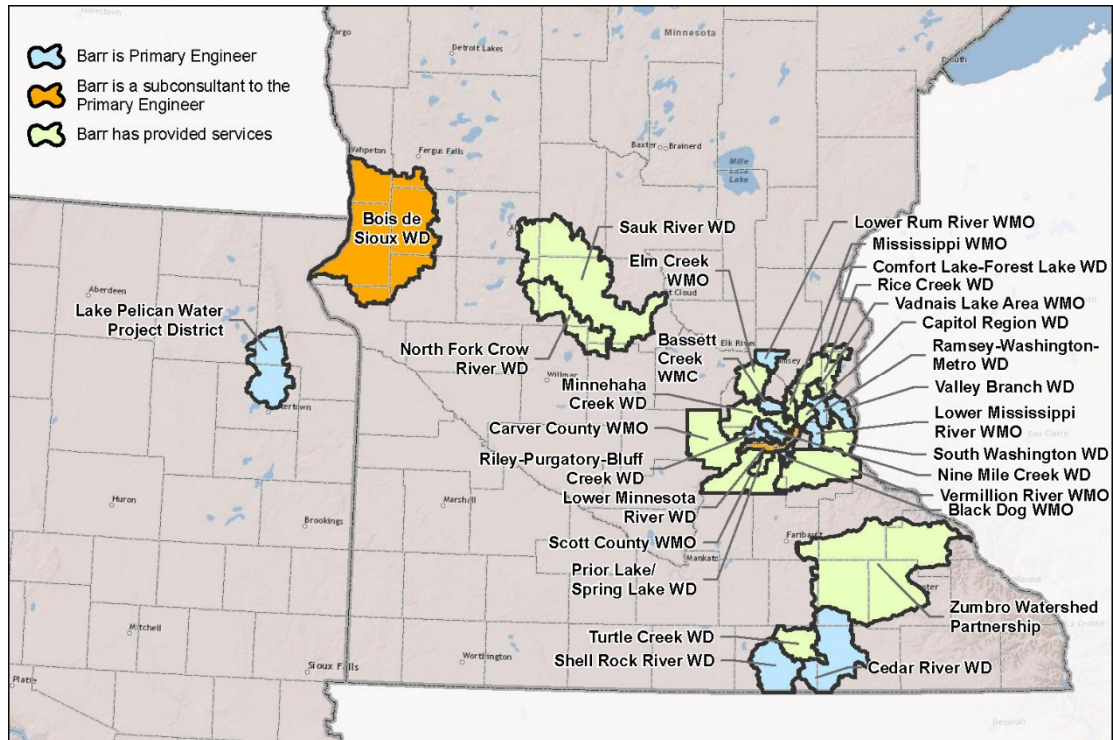 Jamestown
Minnesota
Fargo
Detroit Lakes
Duluth
Barr is Primary Engineer
Barr is a subconsultant to the
Primary Engineer
Barr has provided services
Wahpeton
Fergus Falls
Baxter
Brainerd
Mille
Lacs
Lake
Bois de
Sioux WD
Sauk River WD
Lower Rum River WMO
Mississippi WMO
Elm Creek
WMO
Comfort Lake-Forest Lake WD
Rice Creek WD
Aberdeen
Vadnais Lake Area WMO
Lake Pelican Water
Project District
Capitol Region WD
North Fork Crow
River WD
Bassett
Creek
WMC
Elk River
Ramsey-Washington-
Metro WD
Willmar
Minnehaha
Creek WD
Valley Branch WD
Carver County WMO
Lower Mississippi
River WMO
Eau Claire
South Washington WD
Riley-Purgatory-Bluff
Creek WD
Nine Mile Creek WD
Huron
Marshall
Lower Minnesota
River WD
Vermillion River WMO
Black Dog WMO
Brookings
Scott County WMO
Faribault
Mankato
Prior Lake/
Spring Lake WD
Winona
Zumbro Watershed
Partnership
La Crosse
Mitchell
Turtle Creek WD
Sioux Falls
Worthington
Shell Rock River WD
Cedar River WD
Decorah